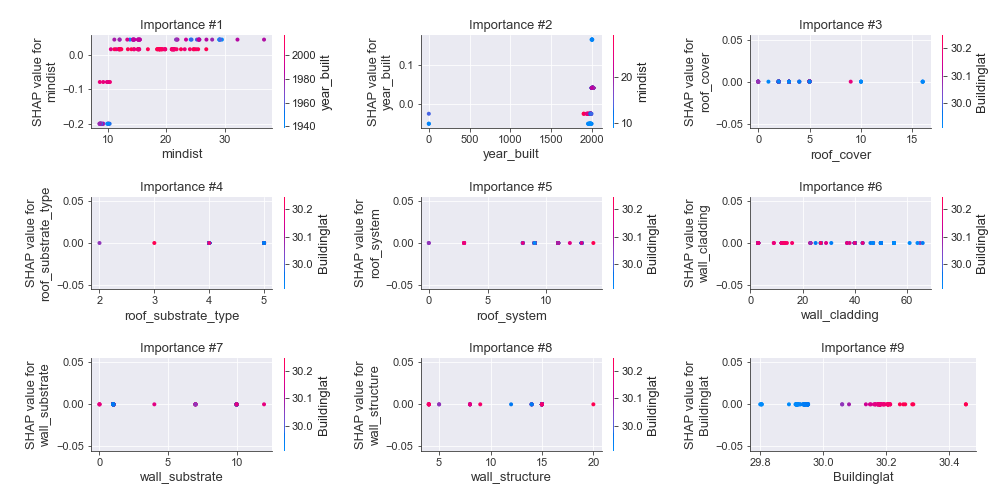 Importance #1
SHAP value for
mindist
0.0
−0.1
−0.2
10
20
30
mindist
2000
1980
1960
1940
year_built
Importance #2
SHAP value for
year_built
0.1
0.0
0
500
1000
1500
2000
year_built
20
10
mindist
Importance #3
SHAP value for
roof_cover
0.05
0.00
−0.05
0
5
10
15
roof_cover
30.2
30.1
30.0
Buildinglat
Importance #4
SHAP value for
roof_substrate_type
0.05
0.00
−0.05
2
3
4
5
roof_substrate_type
30.2
30.1
30.0
Buildinglat
Importance #5
SHAP value for
roof_system
0.05
0.00
−0.05
0
5
10
roof_system
30.2
30.1
30.0
Buildinglat
Importance #6
SHAP value for
wall_cladding
0.05
0.00
−0.05
0
20
40
60
wall_cladding
30.2
30.1
30.0
Buildinglat
Importance #7
SHAP value for
wall_substrate
0.05
0.00
−0.05
0
5
10
wall_substrate
30.2
30.1
30.0
Buildinglat
Importance #8
SHAP value for
wall_structure
0.05
0.00
−0.05
5
10
15
20
wall_structure
30.2
30.1
30.0
Buildinglat
Importance #9
SHAP value for
Buildinglat
0.05
0.00
−0.05
29.8
30.0
30.2
30.4
Buildinglat